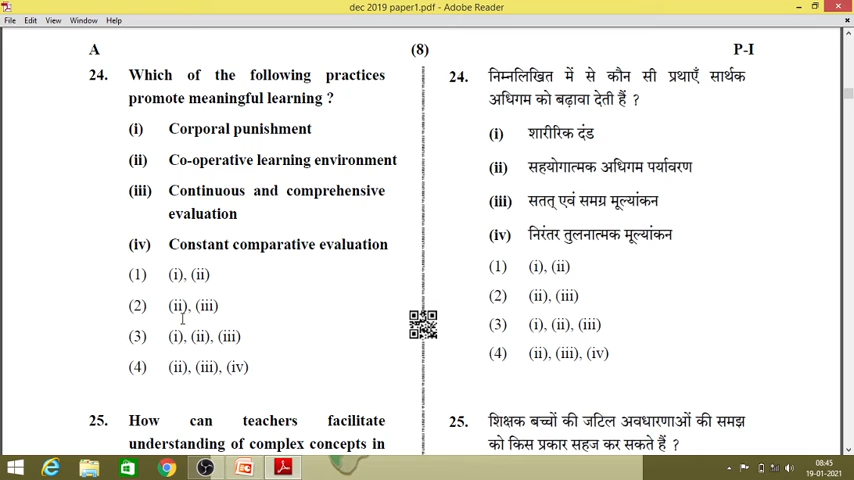 dec 2019 paper1.pdf - Adobe Reader
File Edit View Window Help
A (8) P-I
24. Which of the following practices
promote meaningful learning ?
(i) Corporal punishment
(ii) Co-operative learning environment
(iii) Continuous and comprehensive
evaluation
(iv) Constant comparative evaluation
(1) (i), (ii)
(2) (ii), (iii)
(3) (i), (ii), (iii)
(4) (ii), (iii), (iv)
25. How can teachers facilitate
understanding of complex concepts in
24. निम्नलिखित में से कौन सी प्रथाएँ सार्थक
अधिगम को बढ़ावा देती हैं ?
(i) शारीरिक दंड
(ii) सहयोगात्मक अधिगम पर्यावरण
(iii) सतत् एवं समग्र मूल्यांकन
(iv) निरंतर तुलनात्मक मूल्यांकन
(1) (i), (ii)
(2) (ii), (iii)
(3) (i), (ii), (iii)
(4) (ii), (iii), (iv)
25. शिक्षक बच्चों की जटिल अवधारणाओं की समझ
को किस प्रकार सहज कर सकते हैं ?
08:45
19-01-2021